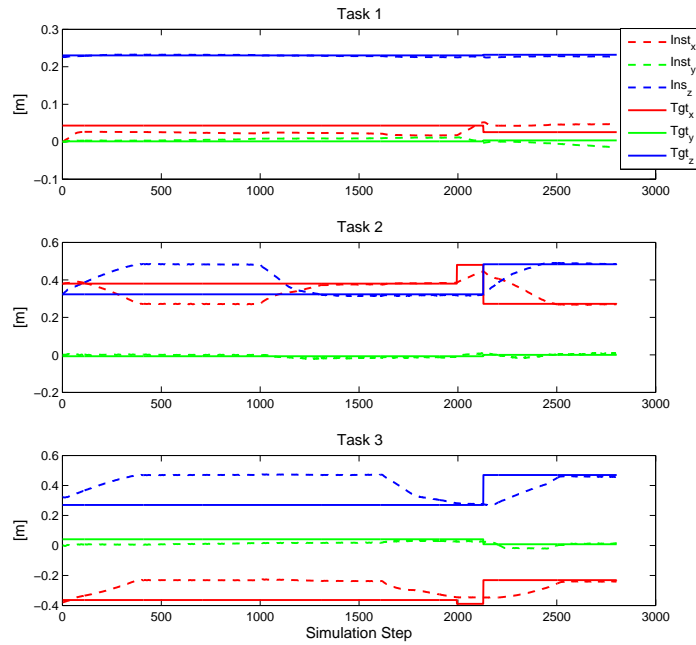 Task 1
0.3
0.2
0.1
0
−0.1
[m]
0 500 1000 1500 2000 2500 3000
Inst_x
Inst_y
Ins_z
Tgt_x
Tgt_y
Tgt_z
Task 2
0.6
0.4
0.2
0
−0.2
[m]
0 500 1000 1500 2000 2500 3000
Task 3
0.6
0.4
0.2
0
−0.2
−0.4
[m]
0 500 1000 1500 2000 2500 3000
Simulation Step